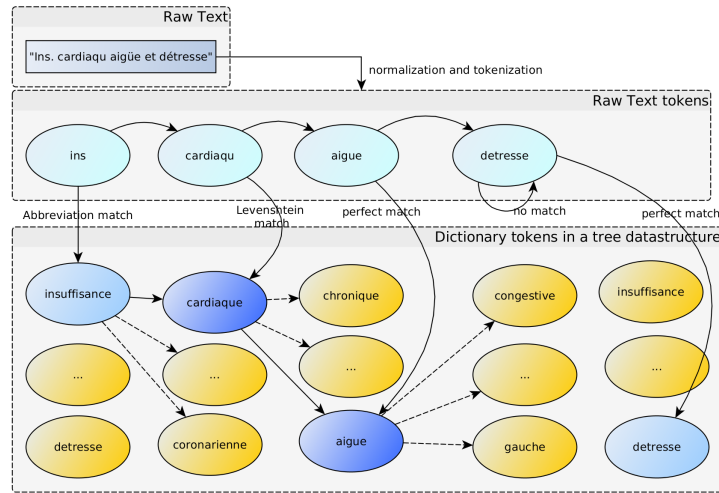 Raw Text
"Ins. cardiaqu aigüe et détresse"
normalization and tokenization
Raw Text tokens
ins
cardiaqu
aigue
detresse
Abbreviation match
Levenshtein
match
perfect match
no match
perfect match
Dictionary tokens in a tree datastructure
insuffisance
cardiaque
chronique
congestive
insuffisance
...
...
...
...
...
detresse
coronarienne
aigue
gauche
detresse